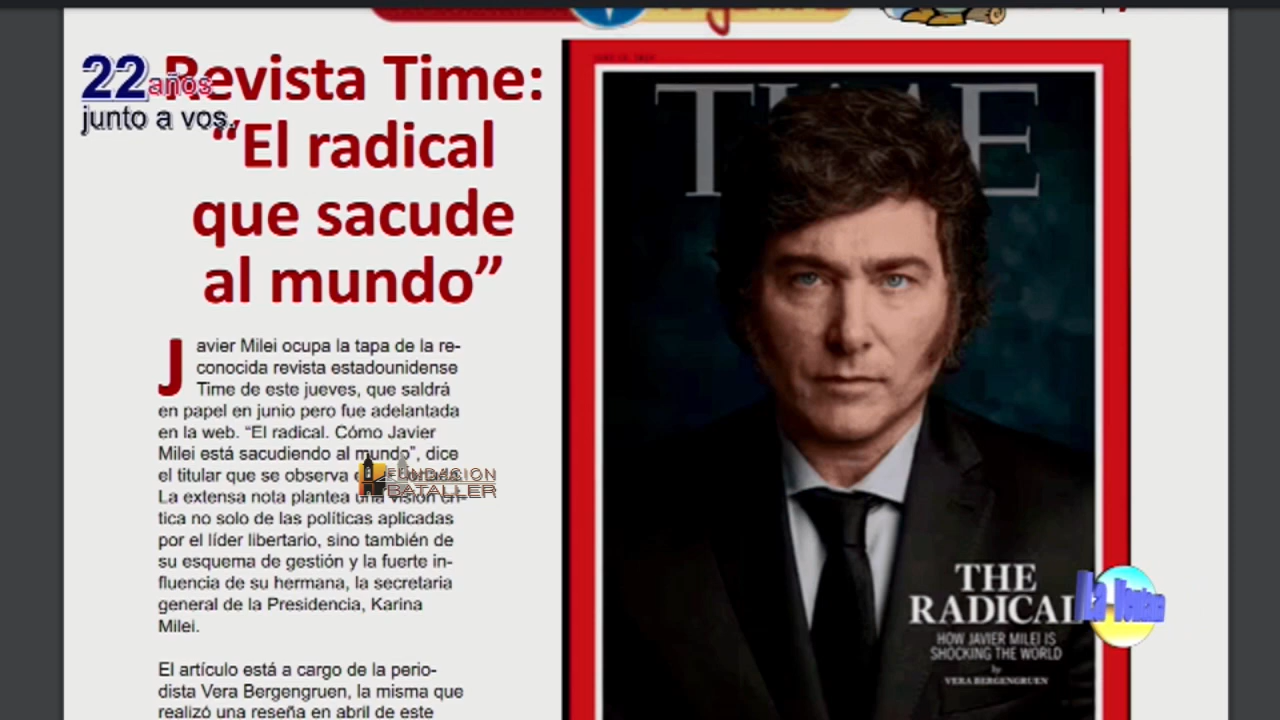 22 años
junto a vos.
Revista Time:
“El radical
que sacude
al mundo”
Javier Milei ocupa la tapa de la re-
conocida revista estadounidense
Time de este jueves, que saldrá
en papel en junio pero fue adelantada
en la web. “El radical. Cómo Javier
Milei está sacudiendo al mundo”, dice
el titular que se observa
La extensa nota plantea una visión crí-
tica no solo de las políticas aplicadas
por el líder libertario, sino también de
su esquema de gestión y la fuerte in-
fluencia de su hermana, la secretaria
general de la Presidencia, Karina
Milei.
El artículo está a cargo de la perio-
dista Vera Bergengruen, la misma que
realizó una reseña en abril de este
FUNDACION
BATALLER
TIME
THE
RADICAL
HOW JAVIER MILEI IS
SHOCKING THE WORLD
by
VERA BERGENGRUEN
la ventana